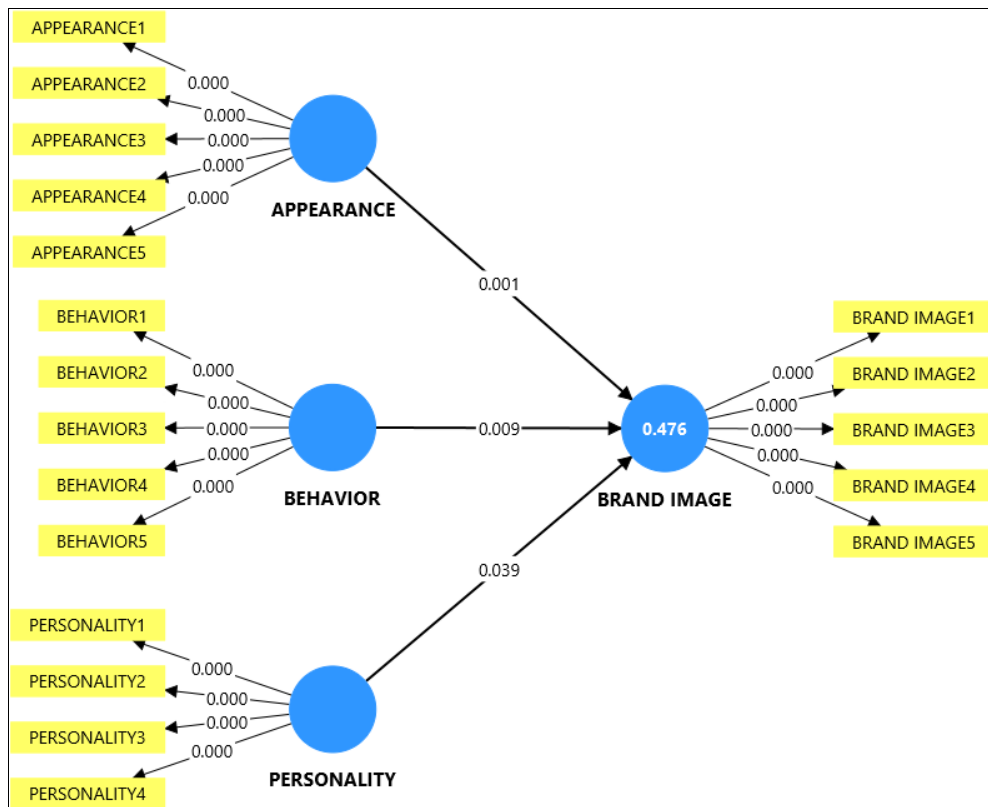 APPEARANCE1
0.000
APPEARANCE2
0.000
APPEARANCE3
0.000
APPEARANCE4
0.000
APPEARANCE5
0.000
APPEARANCE
0.001
BEHAVIOR1
0.000
BEHAVIOR2
0.000
BEHAVIOR3
0.000
BEHAVIOR4
0.000
BEHAVIOR5
0.000
BEHAVIOR
0.009
0.476
BRAND IMAGE
BRAND IMAGE1
0.000
BRAND IMAGE2
0.000
BRAND IMAGE3
0.000
BRAND IMAGE4
0.000
BRAND IMAGE5
0.000
0.039
PERSONALITY1
0.000
PERSONALITY2
0.000
PERSONALITY3
0.000
PERSONALITY4
0.000
PERSONALITY